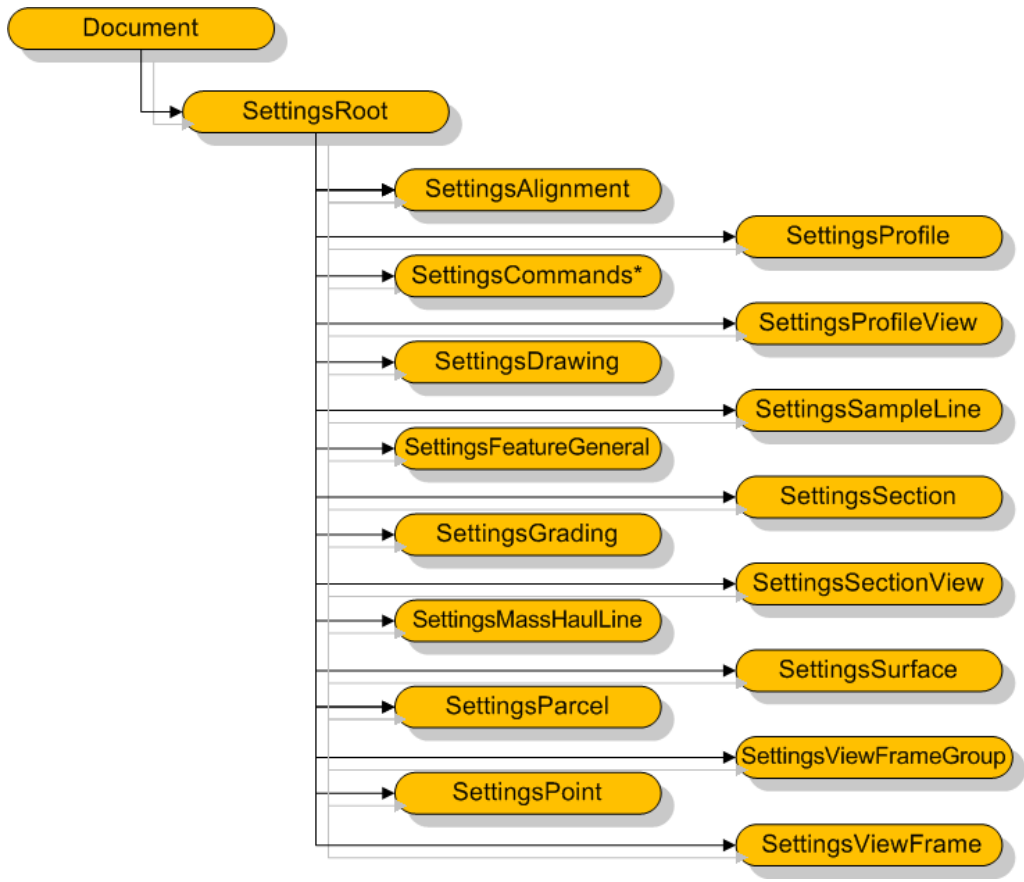 Document
SettingsRoot
SettingsAlignment
SettingsProfile
SettingsCommands*
SettingsProfileView
SettingsDrawing
SettingsSampleLine
SettingsFeatureGeneral
SettingsSection
SettingsGrading
SettingsSectionView
SettingsMassHaulLine
SettingsSurface
SettingsParcel
SettingsViewFrameGroup
SettingsPoint
SettingsViewFrame